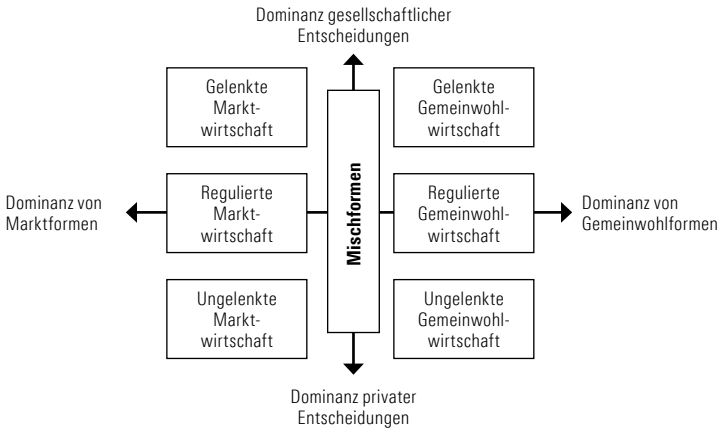 Dominanz gesellschaftlicher
Entscheidungen
Gelenkte
Markt-
wirtschaft
Gelenkte
Gemeinwohl-
wirtschaft
Dominanz von
Marktformen
Regulierte
Markt-
wirtschaft
Mischformen
Regulierte
Gemeinwohl-
wirtschaft
Dominanz von
Gemeinwohlformen
Ungelenkte
Markt-
wirtschaft
Ungelenkte
Gemeinwohl-
wirtschaft
Dominanz privater
Entscheidungen